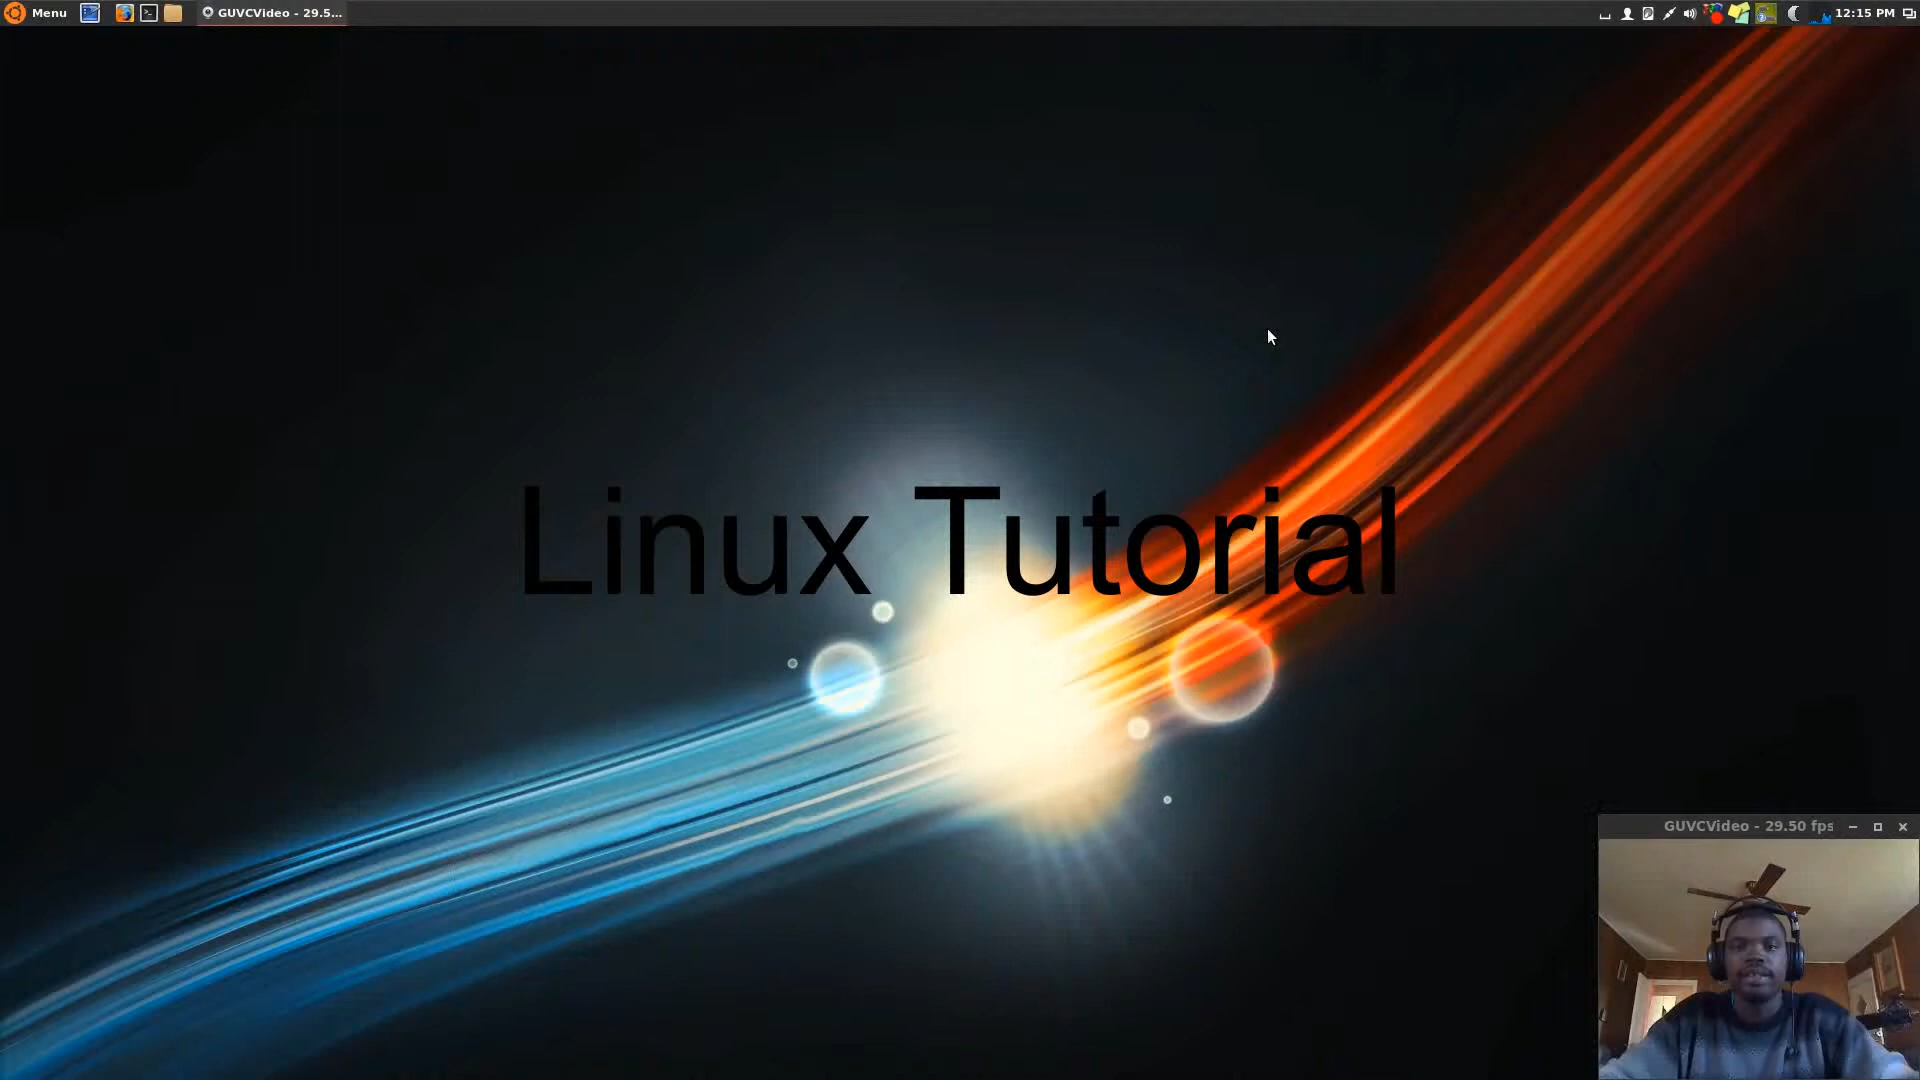 Menu
GUVCVideo - 29.5...
12:15 PM
Linux Tutorial
GUVCVideo - 29.50 fps